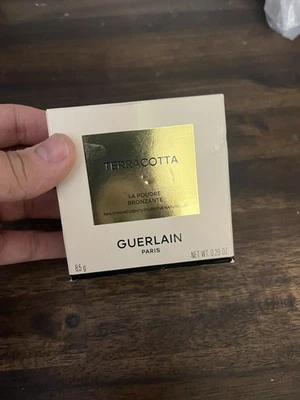 TERRACOTTA
LA POUDRE
BRONZANTE
GUERLAIN
PARIS
8.5 g
NET WT. 0.29 OZ.